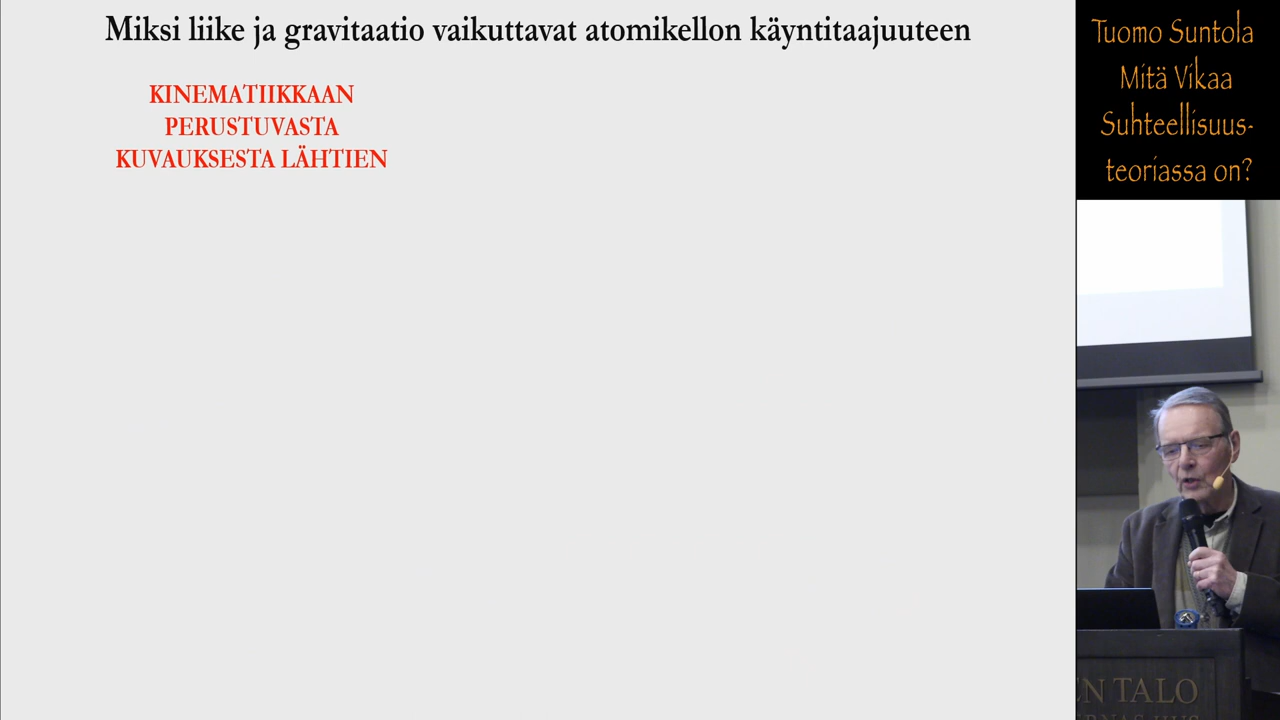 Miksi liike ja gravitaatio vaikuttavat atomikellon käyntitaajuuteen
KINEMATIIKKAAN
PERUSTUVASTA
KUVAUKSESTA LÄHTIEN
Tuomo Suntola
Mitä Vikaa
Suhteellisuus-
teoriassa on?
EN TALO